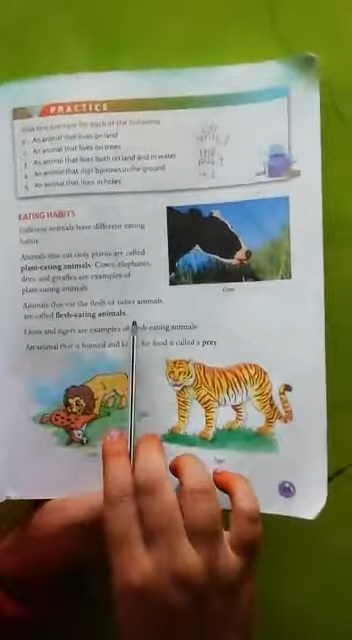 PRACTICE
Give one example for each of the following
An animal that lives on land
An animal that lives on trees
An animal that lives both on land and in water
An animal that digs burrows in the ground
An animal that lives in holes
EATING HABITS
Different animals have different eating
habits
Animals that eat only plants are called
plant-eating animals. Cows, elephants,
deer and giraffes are examples of
plant-eating animals
Cow
Animals that eat the flesh of other animals
are called flesh-eating animals.
Lions and tigers are examples of flesh-eating animals
An animal that is hunted and for food is called a prey
Tiger